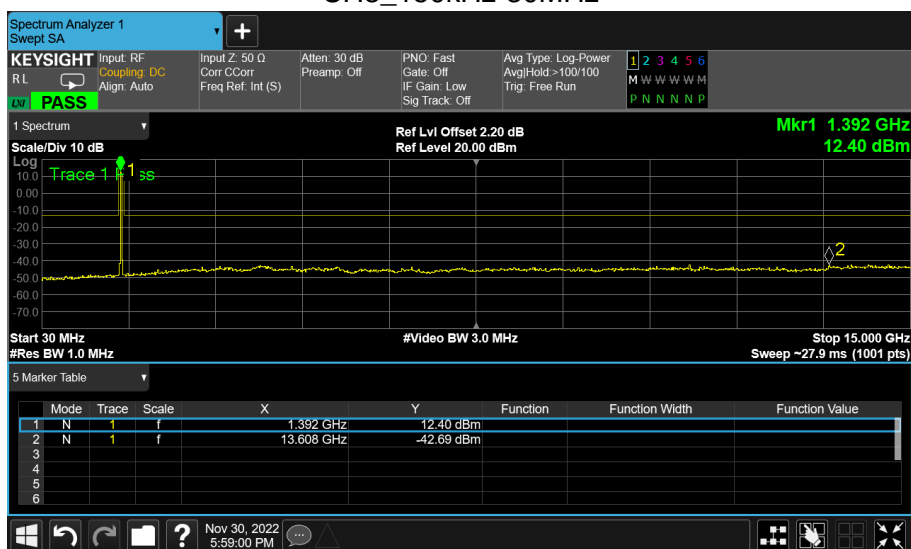 Spectrum Analyzer 1
Swept SA
+
KEYSIGHT
RL
LXI
PASS
Input: RF
Coupling: DC
Align: Auto
Input Z: 50 Ω
Corr CCorr
Freq Ref: Int (S)
Atten: 30 dB
Preamp: Off
PNO: Fast
Gate: Off
IF Gain: Low
Sig Track: Off
Avg Type: Log-Power
Avg|Hold:>100/100
Trig: Free Run
1 2 3 4 5 6
M W W W W M
P N N N N P
1 Spectrum
Scale/Div 10 dB
Ref Lvl Offset 2.20 dB
Ref Level 20.00 dBm
Mkr1 1.392 GHz
12.40 dBm
Log
Trace 1 Pass
1
2
10.0
0.00
-10.0
-20.0
-30.0
-40.0
-50.0
-60.0
-70.0
Start 30 MHz
#Res BW 1.0 MHz
#Video BW 3.0 MHz
Stop 15.000 GHz
Sweep ~27.9 ms (1001 pts)
5 Marker Table
Mode Trace Scale X Y Function Function Width Function Value
1 N 1 f 1.392 GHz 12.40 dBm
2 N 1 f 13.608 GHz -42.69 dBm
3
4
5
6
?
Nov 30, 2022
5:59:00 PM